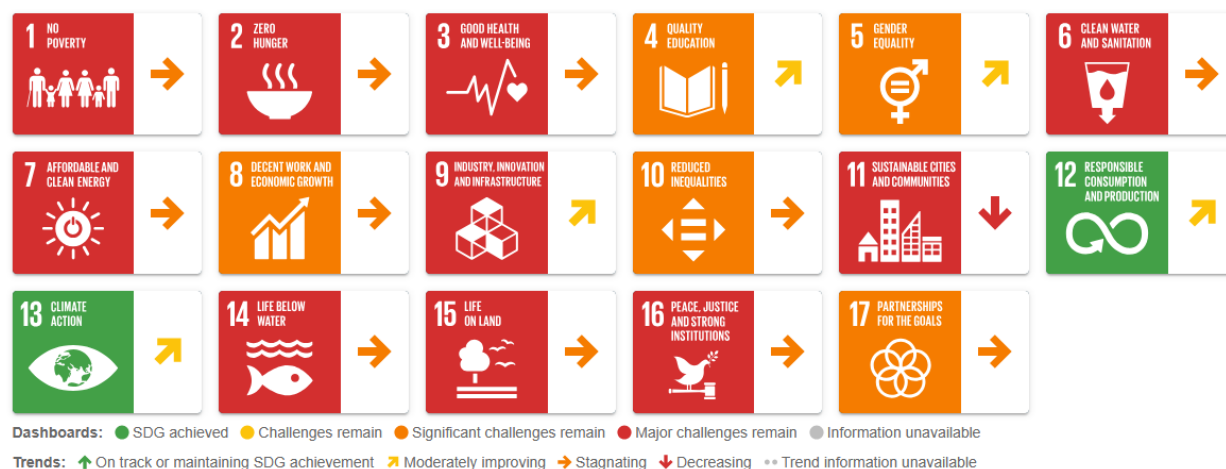 1 NO
POVERTY
2 ZERO
HUNGER
3 GOOD HEALTH
AND WELL-BEING
4 QUALITY
EDUCATION
5 GENDER
EQUALITY
6 CLEAN WATER
AND SANITATION
7 AFFORDABLE AND
CLEAN ENERGY
8 DECENT WORK AND
ECONOMIC GROWTH
9 INDUSTRY, INNOVATION
AND INFRASTRUCTURE
10 REDUCED
INEQUALITIES
11 SUSTAINABLE CITIES
AND COMMUNITIES
12 RESPONSIBLE
CONSUMPTION
AND PRODUCTION
13 CLIMATE
ACTION
14 LIFE BELOW
WATER
15 LIFE
ON LAND
16 PEACE, JUSTICE
AND STRONG
INSTITUTIONS
17 PARTNERSHIPS
FOR THE GOALS
Dashboards: SDG achieved Challenges remain Significant challenges remain Major challenges remain Information unavailable
Trends: On track or maintaining SDG achievement Moderately improving Stagnating Decreasing Trend information unavailable